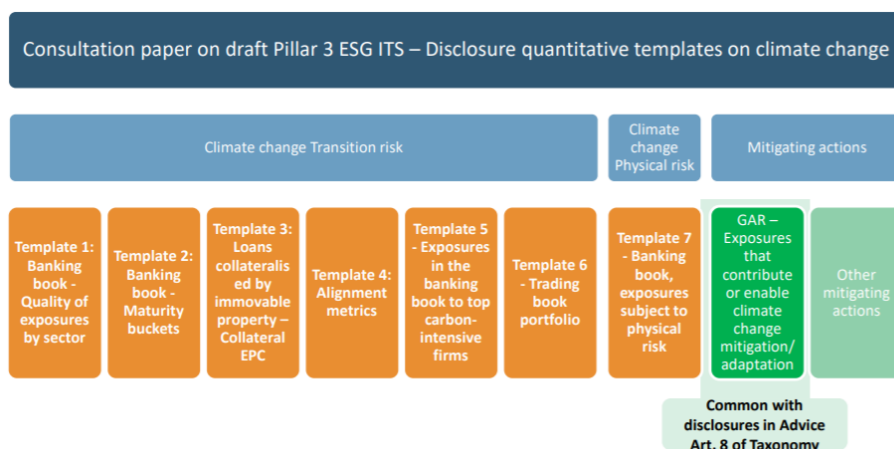 Consultation paper on draft Pillar 3 ESG ITS – Disclosure quantitative templates on climate change
Climate change Transition risk
Climate
change
Physical risk
Mitigating actions
Template 1:
Banking
book -
Quality of
exposures
by sector
Template 2:
Banking
book -
Maturity
buckets
Template 3:
Loans
collateralis
ed by
immovable
property –
Collateral
EPC
Template 4:
Alignment
metrics
Template 5
- Exposures
in the
banking
book to top
carbon-
intensive
firms
Template 6
- Trading
book
portfolio
Template 7
- Banking
book,
exposures
subject to
physical
risk
GAR –
Exposures
that
contribute
or enable
climate
change
mitigation/
adaptation
Other
mitigating
actions
Common with
disclosures in Advice
Art. 8 of Taxonomy